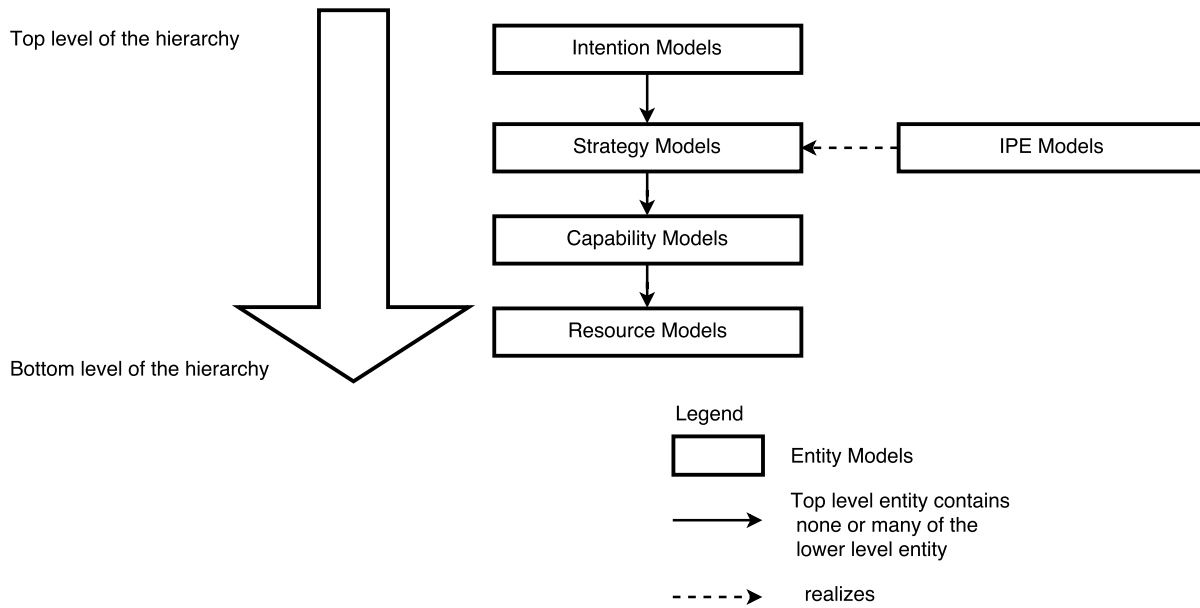 Top level of the hierarchy
Intention Models
Strategy Models
IPE Models
Capability Models
Resource Models
Bottom level of the hierarchy
Legend
Entity Models
Top level entity contains
none or many of the
lower level entity
realizes